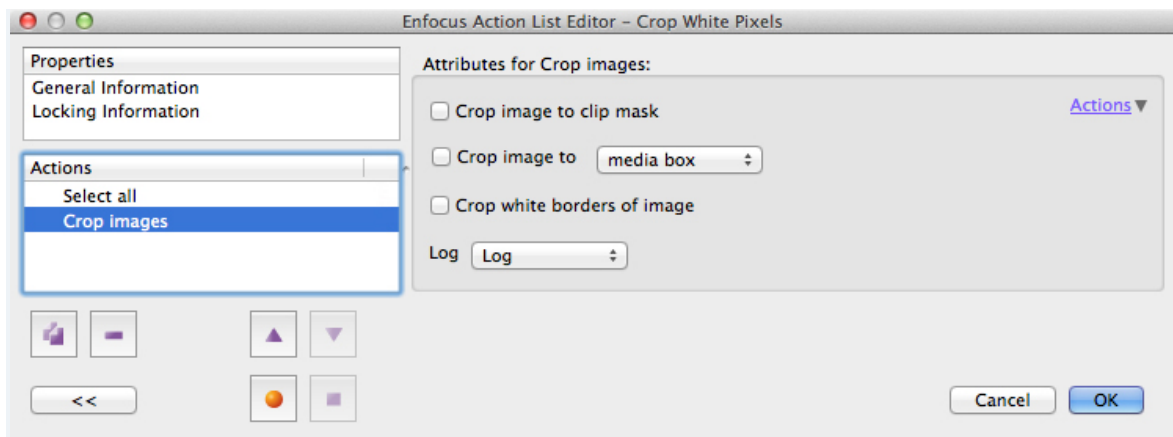 Enfocus Action List Editor – Crop White Pixels
Properties
General Information
Locking Information
Actions
Select all
Crop images
<<
Attributes for Crop images:
Actions
Crop image to clip mask
Crop image to media box
Crop white borders of image
Log Log
Cancel OK